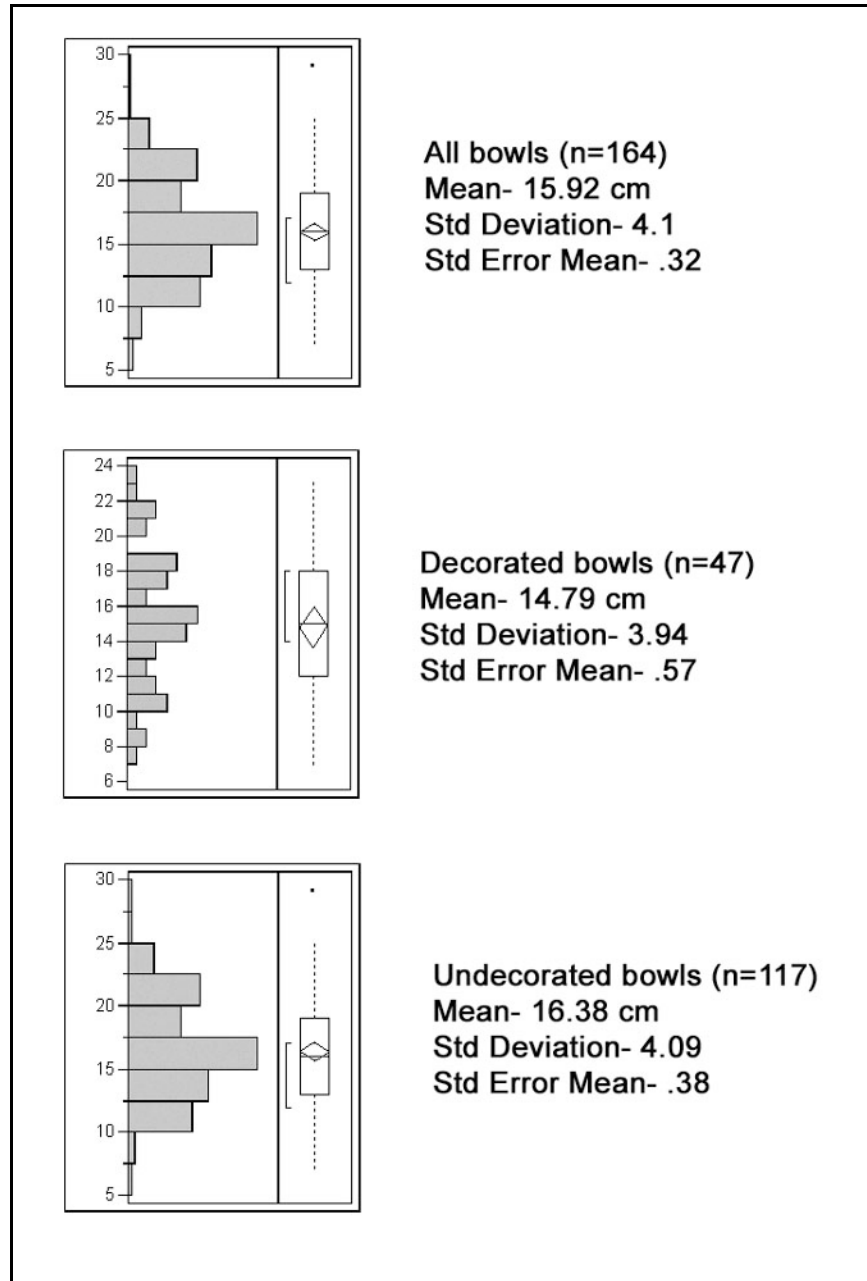 30
25
20
15
10
5
All bowls (n=164)
Mean- 15.92 cm
Std Deviation- 4.1
Std Error Mean- .32
24
22
20
18
16
14
12
10
8
6
Decorated bowls (n=47)
Mean- 14.79 cm
Std Deviation- 3.94
Std Error Mean- .57
30
25
20
15
10
5
Undecorated bowls (n=117)
Mean- 16.38 cm
Std Deviation- 4.09
Std Error Mean- .38